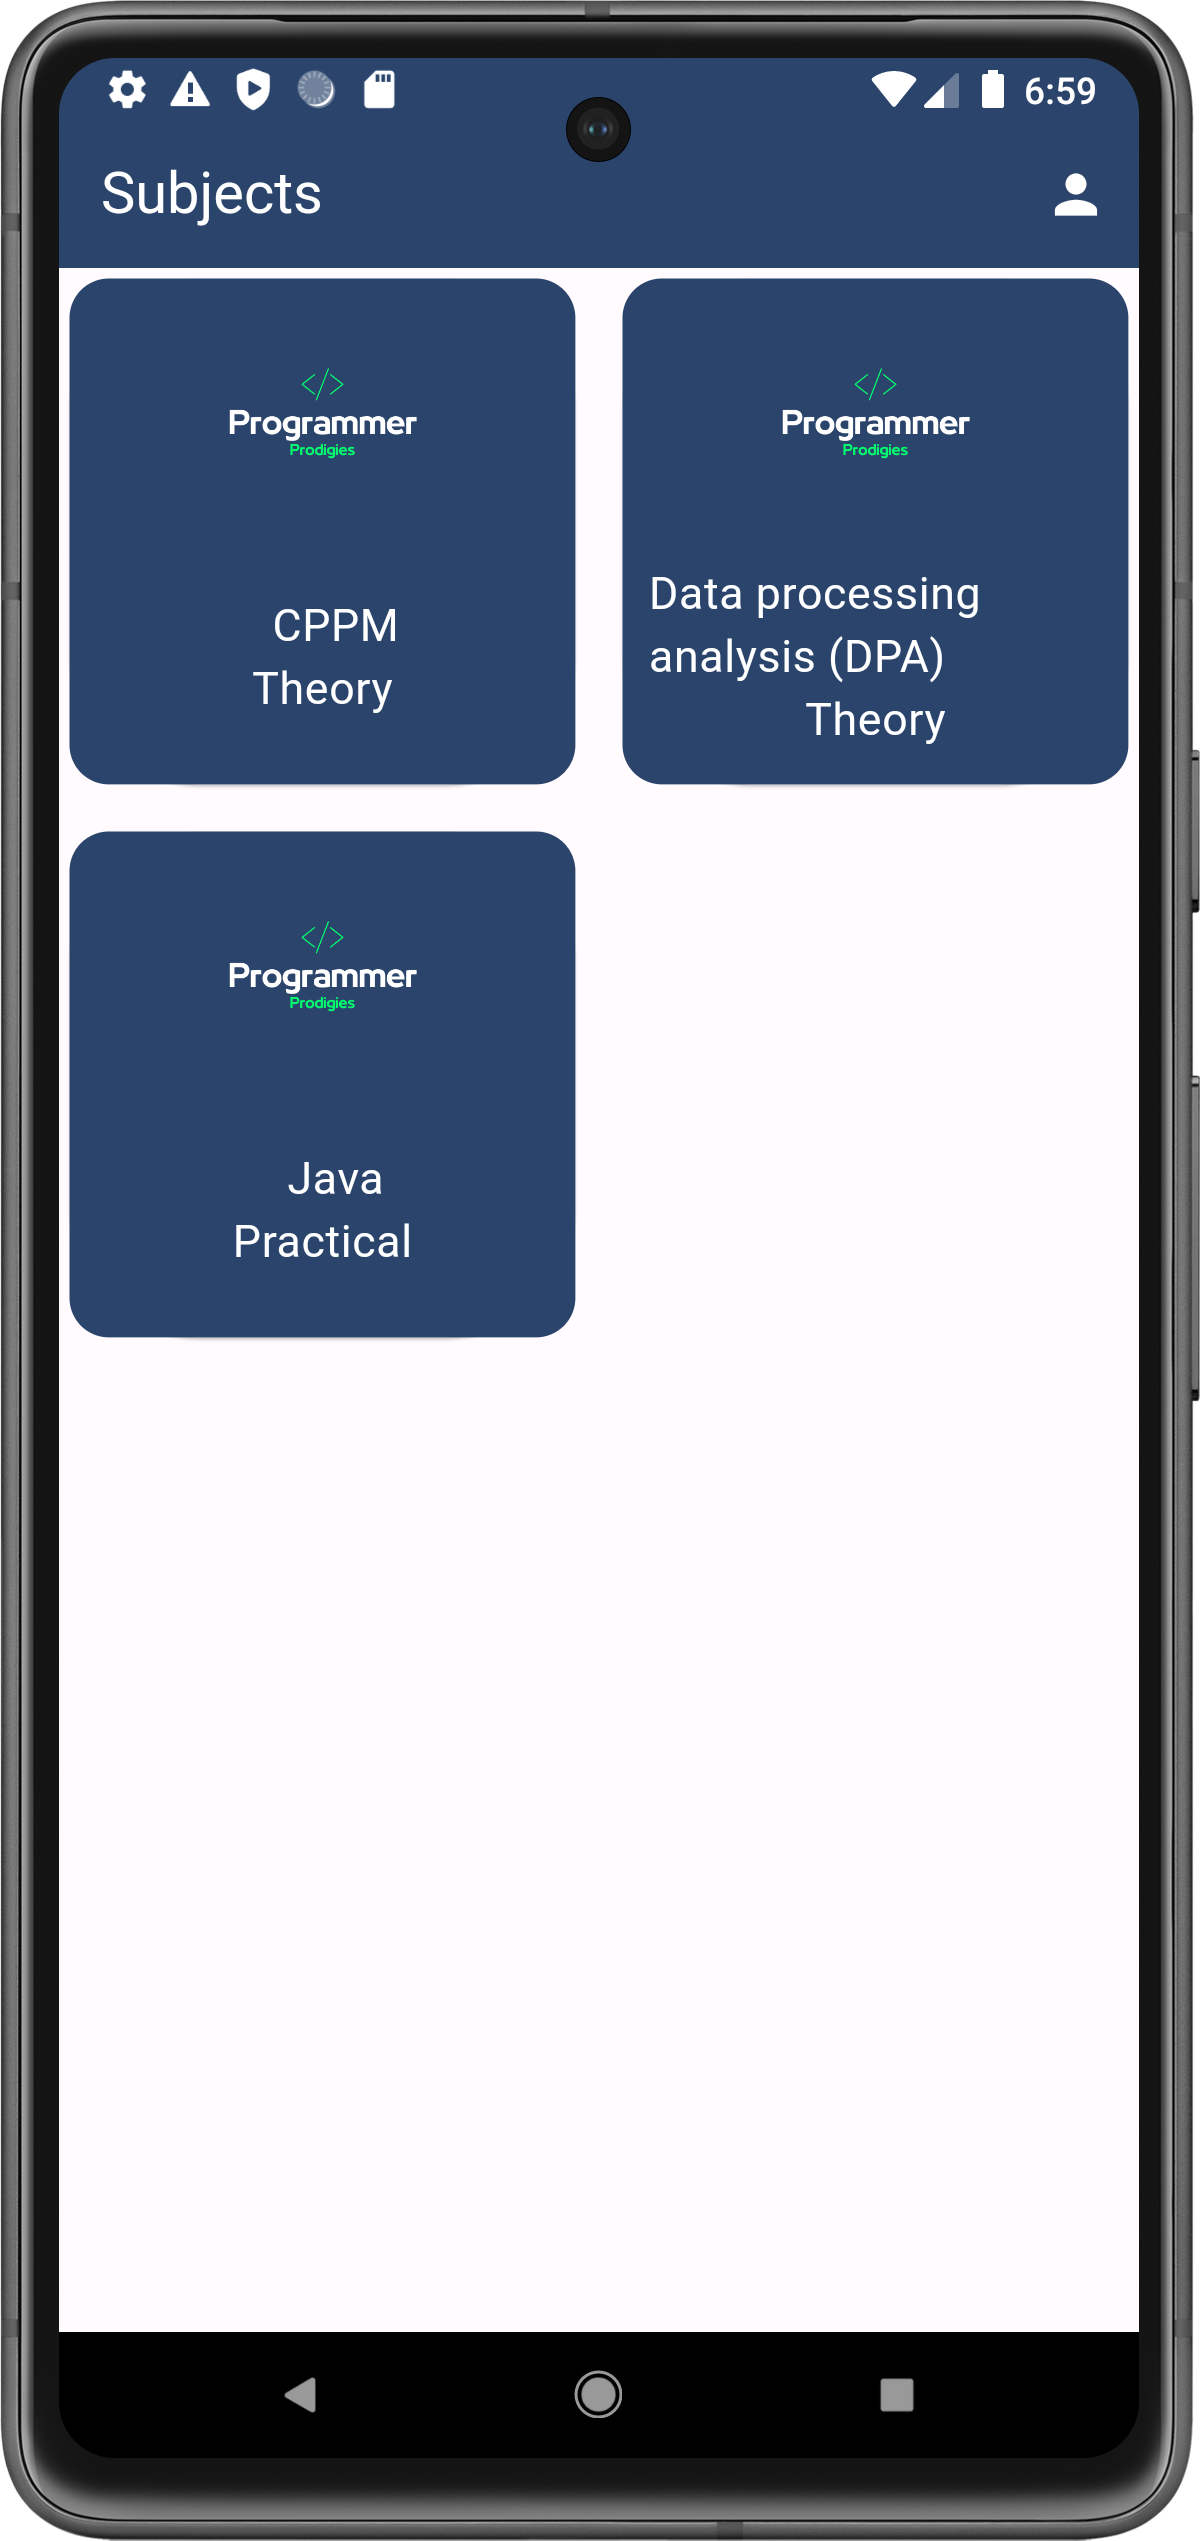 6:59
Subjects
</>
Programmer
Prodigies
CPPM
Theory
</>
Programmer
Prodigies
Data processing
analysis (DPA)
Theory
</>
Programmer
Prodigies
Java
Practical